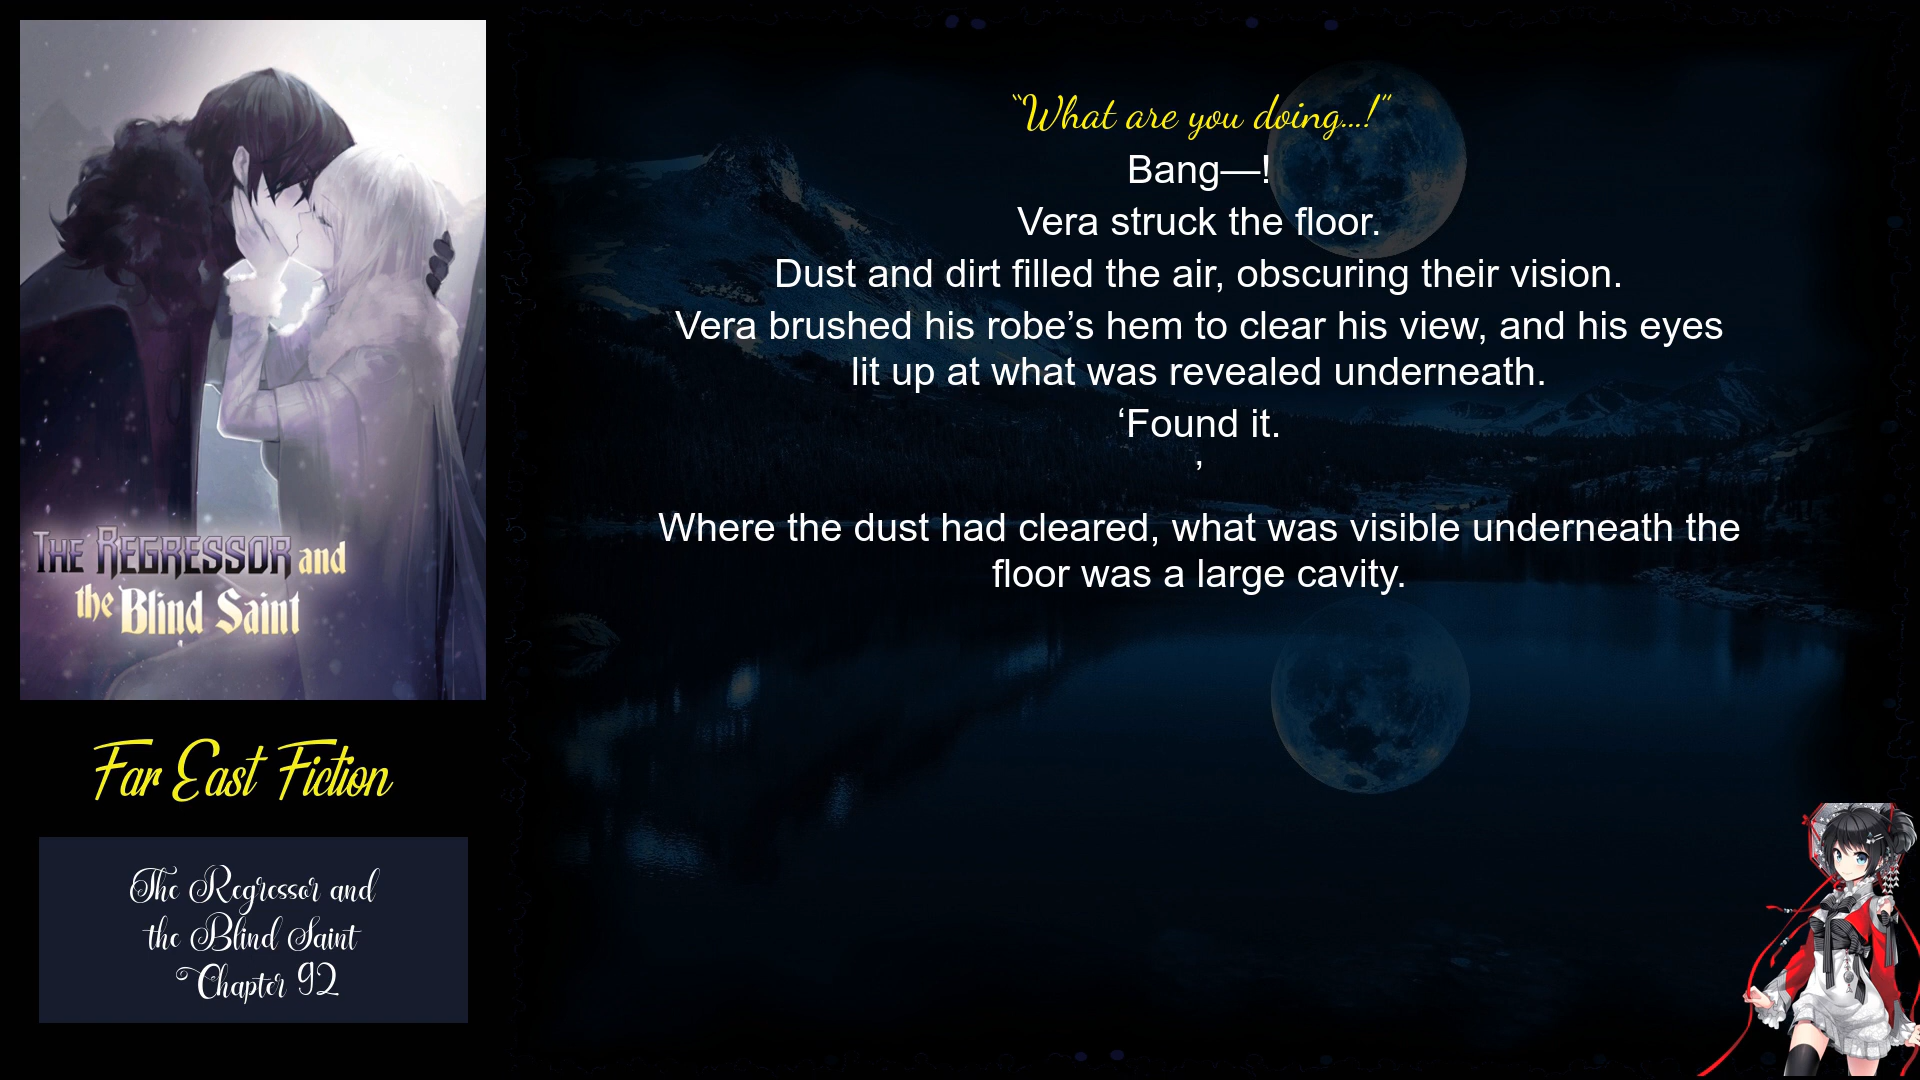 THE REGRESSOR and
the Blind Saint
Far East Fiction
The Regressor and
the Blind Saint
Chapter 92
“What are you doing...!”
Bang—!
Vera struck the floor.
Dust and dirt filled the air, obscuring their vision.
Vera brushed his robe’s hem to clear his view, and his eyes
lit up at what was revealed underneath.
‘Found it.
’
Where the dust had cleared, what was visible underneath the
floor was a large cavity.